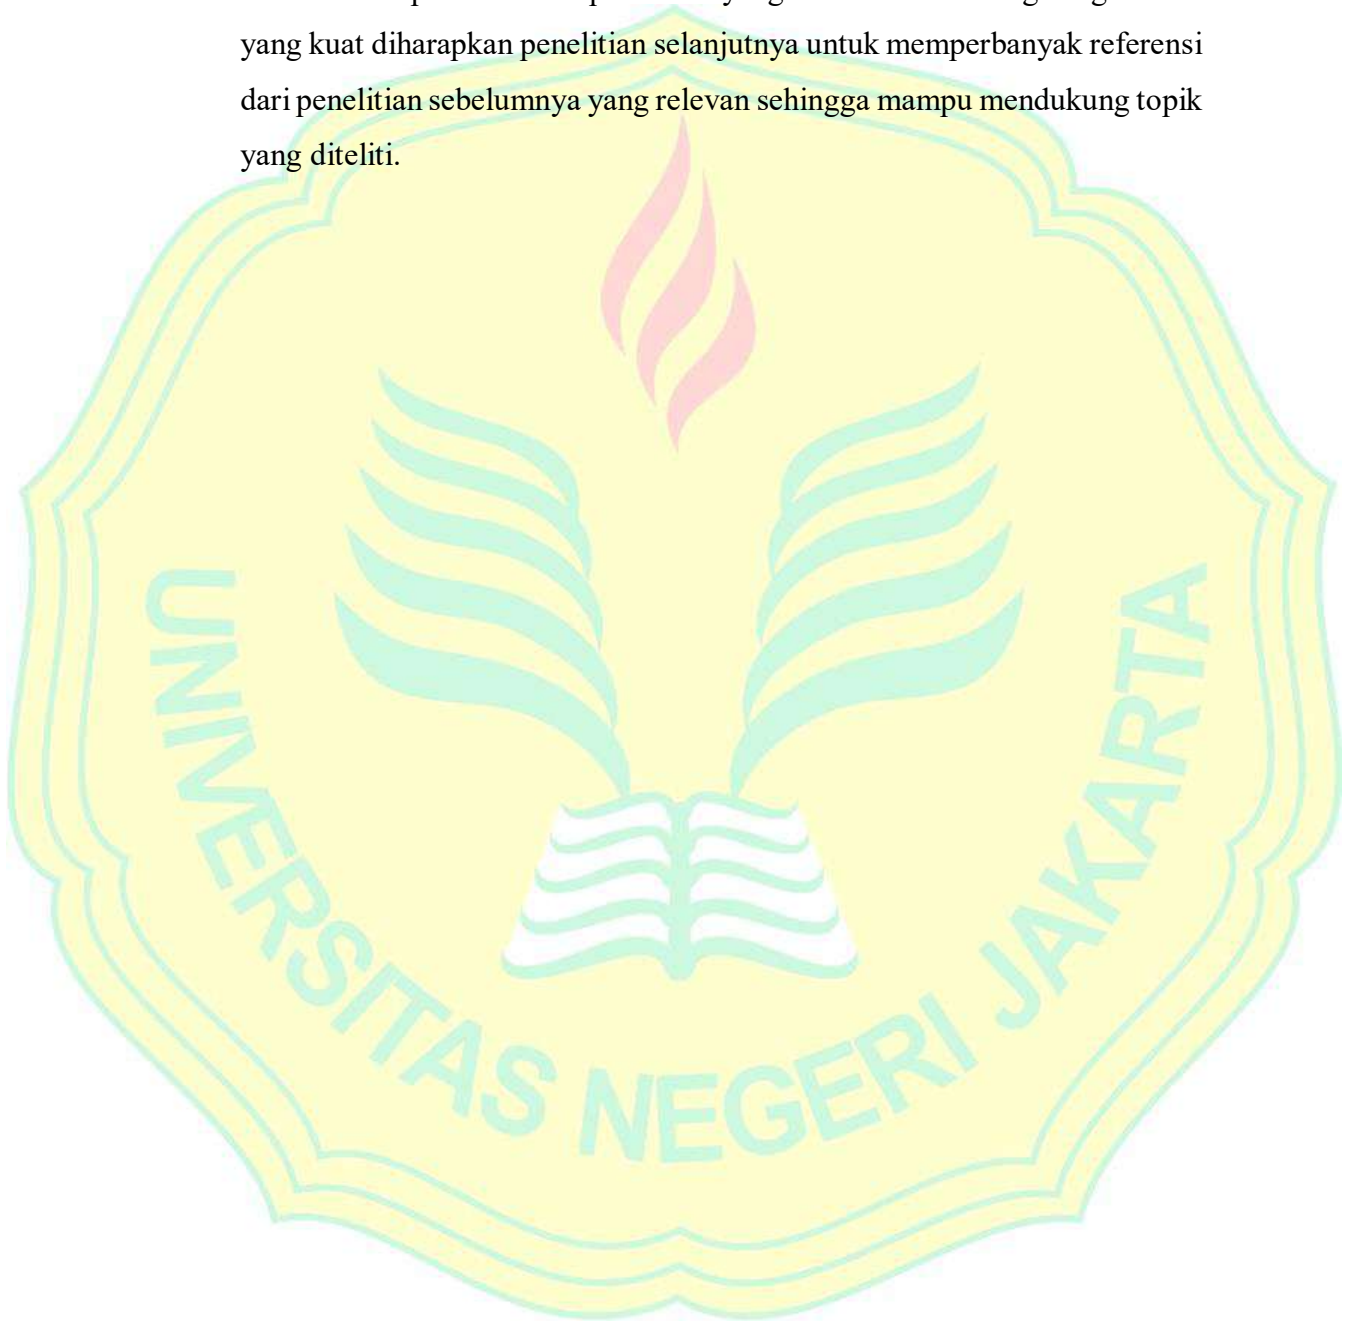 yang kuat diharapkan penelitian selanjutnya untuk memperbanyak referensi
dari penelitian sebelumnya yang relevan sehingga mampu mendukung topik
yang diteliti.
UNIVERSITAS NEGERI JAKARTA